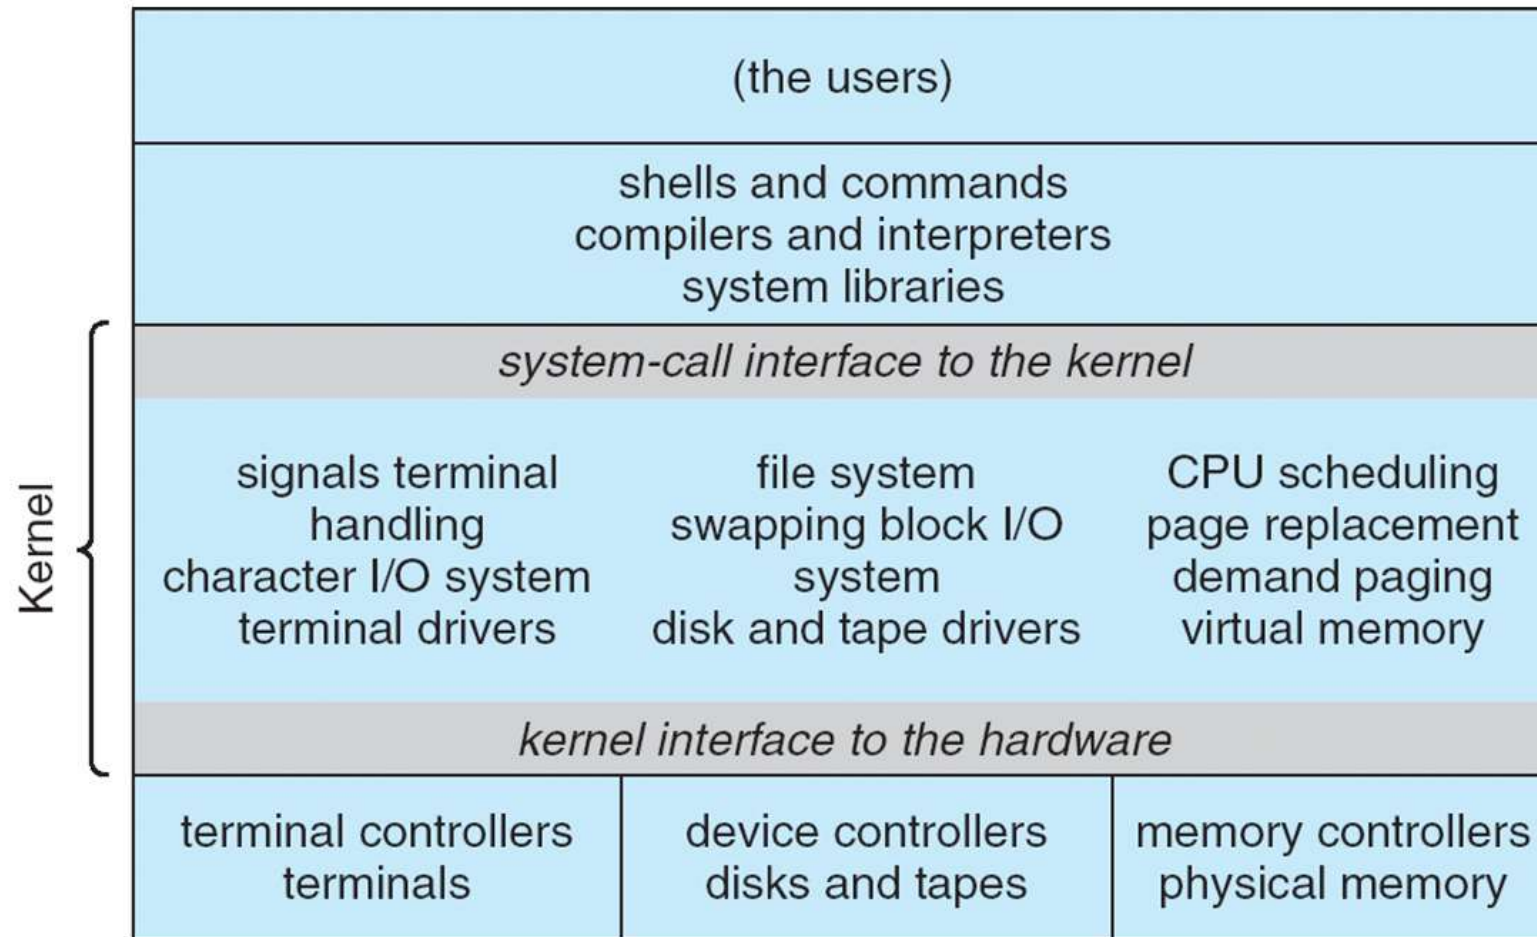 (the users)
shells and commands
compilers and interpreters
system libraries
Kernel
system-call interface to the kernel
signals terminal
handling
character I/O system
terminal drivers
file system
swapping block I/O
system
disk and tape drivers
CPU scheduling
page replacement
demand paging
virtual memory
kernel interface to the hardware
terminal controllers
terminals
device controllers
disks and tapes
memory controllers
physical memory